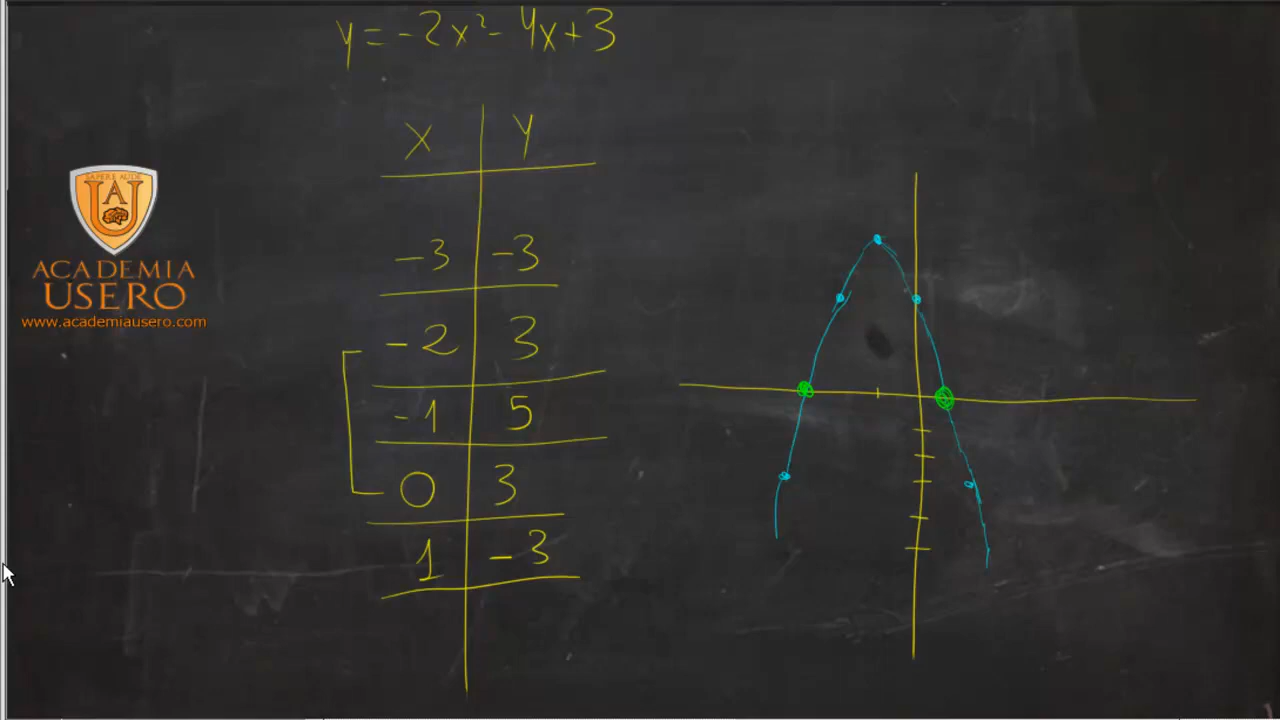 y = -2x² - 4x + 3
X Y
-3 -3
-2 3
-1 5
0 3
1 -3
SAPERE AUDE
UA
ACADEMIA
USERO
www.academiausero.com